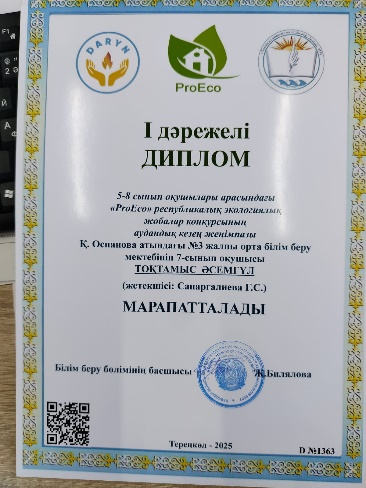 DARYN
ProEco
І дәрежелі
ДИПЛОМ
5-8 сынып оқушылары арасындағы
«ProEco» республикалық экологиялық
жобалар конкурсының
аудандық кезең жеңімпазы
Қ. Оспанова атындағы №3 жалпы орта білім беру
мектебінің 7-сынып оқушысы
ТОҚТАМЫС ӘСЕМГҮЛ
(жетекшісі: Санаргалиева Г.С.)
МАРАПАТТАЛАДЫ
Білім беру бөлімінің басшысы
Ж.Билялова
Тереңкөл - 2025
D №1363